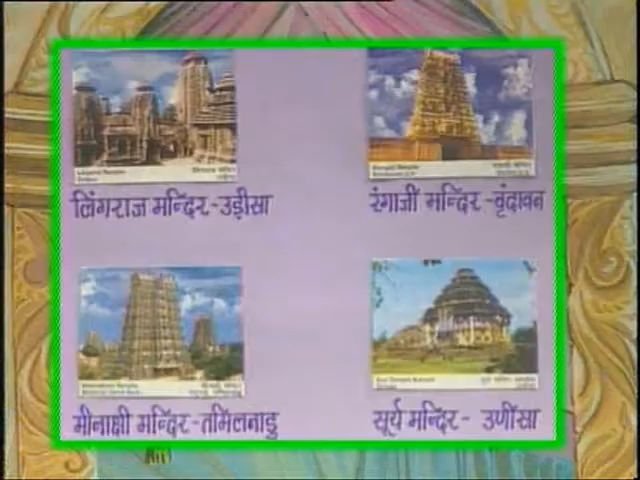 लिंगराज मन्दिर-उड़ीसा
रंगाजीं मन्दिर-वृंदावन
मीनाक्षी मन्दिर-तमिलनाडु
सूर्य मन्दिर- उणींसा